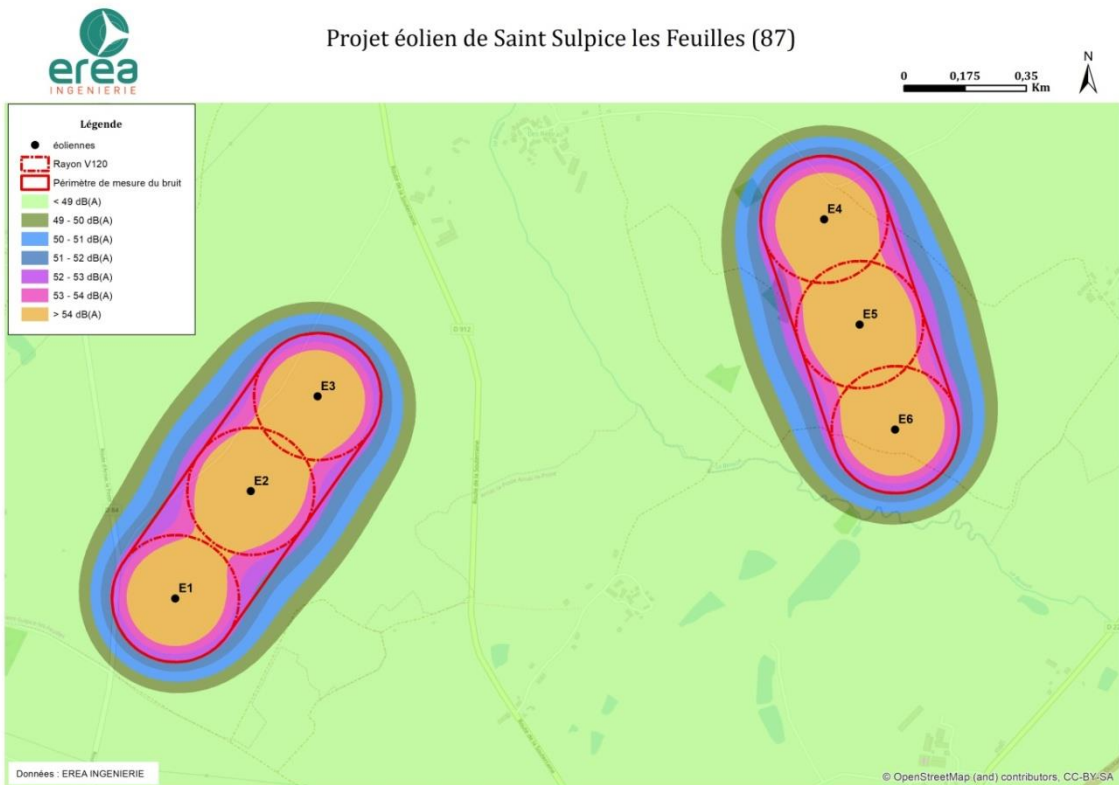 erea
INGENIERIE
Projet éolien de Saint Sulpice les Feuilles (87)
N
0 0,175 0,35
Km
Légende
éoliennes
Rayon V120
Périmètre de mesure du bruit
< 49 dB(A)
49 - 50 dB(A)
50 - 51 dB(A)
51 - 52 dB(A)
52 - 53 dB(A)
53 - 54 dB(A)
> 54 dB(A)
E4
E5
E6
E3
E2
E1
D 912
Données : EREA INGENIERIE
© OpenStreetMap (and) contributors, CC-BY-SA